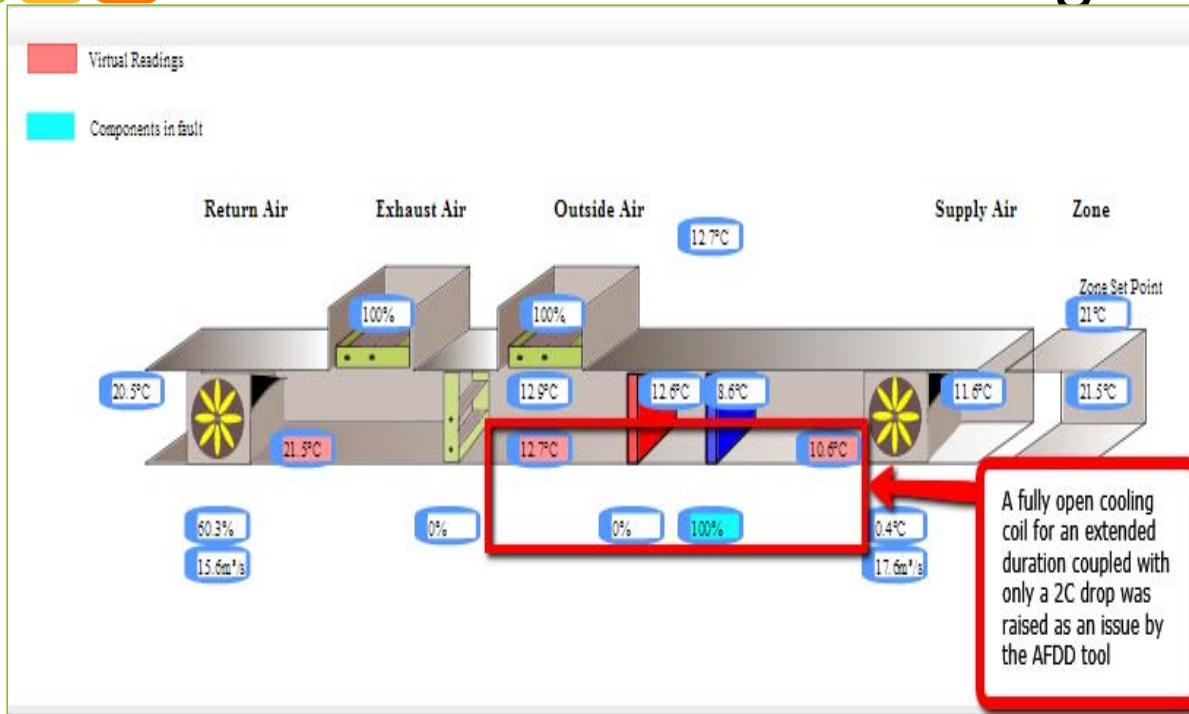 Virtual Readings
Components in fault
Return Air Exhaust Air Outside Air Supply Air Zone
12.7°C
Zone Set Point
100% 100% 21°C
20.5°C 12.9°C 12.6°C 8.6°C 11.6°C 21.5°C
21.5°C 12.7°C 10.6°C
60.3% 0% 0% 100% 0.4°C
15.6m³/s 17.6m³/s
A fully open cooling
coil for an extended
duration coupled with
only a 2C drop was
raised as an issue by
the AFDD tool